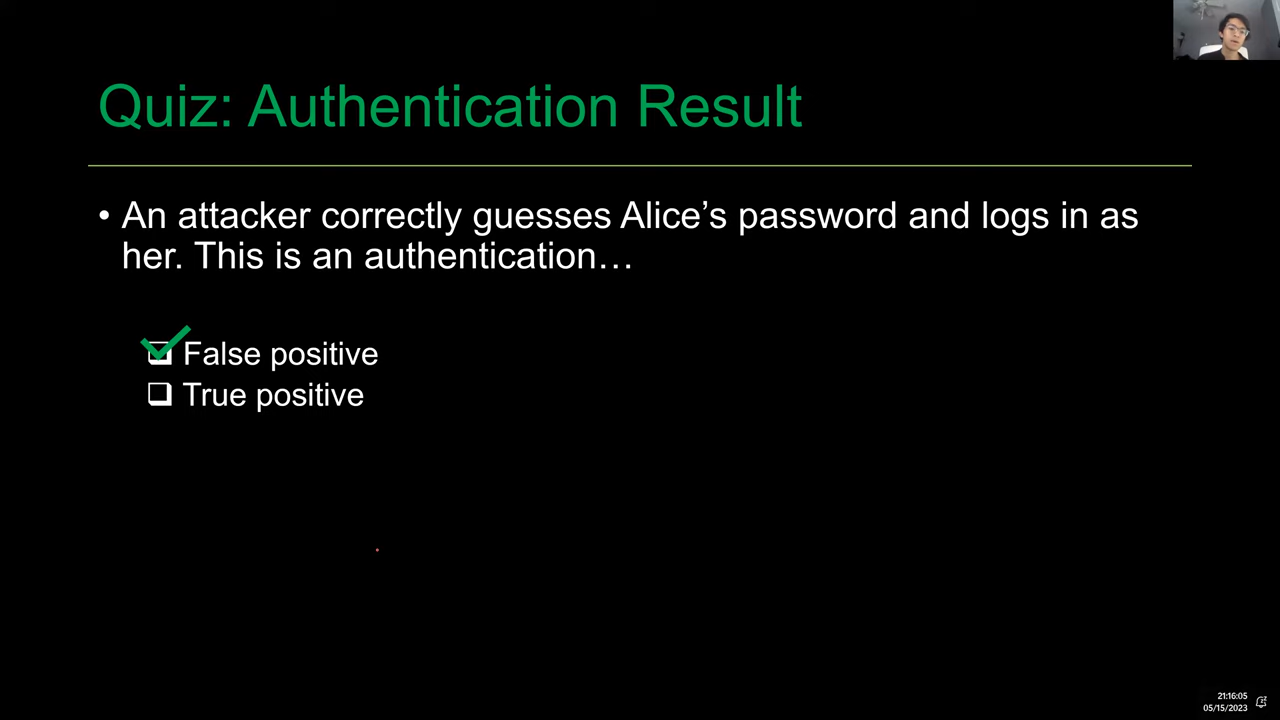 Quiz: Authentication Result
• An attacker correctly guesses Alice’s password and logs in as
her. This is an authentication…
False positive
True positive
21:16:05
05/15/2023